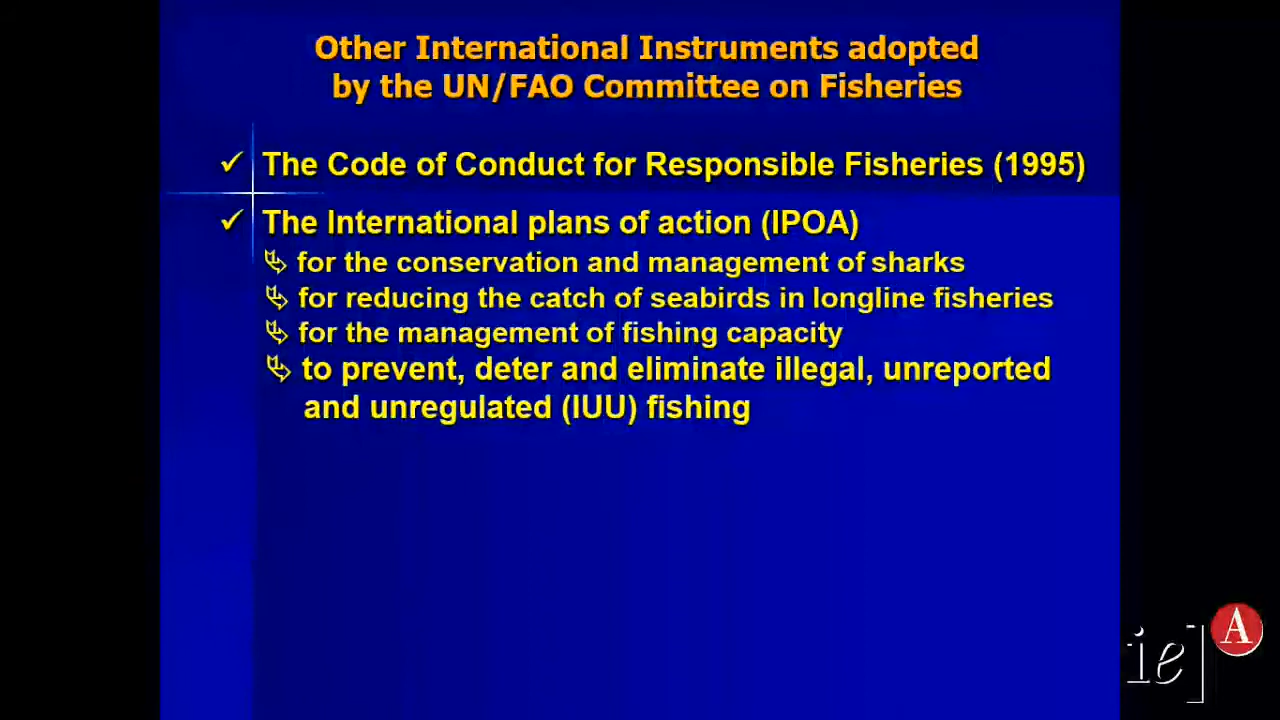 Other International Instruments adopted
by the UN/FAO Committee on Fisheries
✓ The Code of Conduct for Responsible Fisheries (1995)
✓ The International plans of action (IPOA)
for the conservation and management of sharks
for reducing the catch of seabirds in longline fisheries
for the management of fishing capacity
to prevent, deter and eliminate illegal, unreported
and unregulated (IUU) fishing
A
ie]